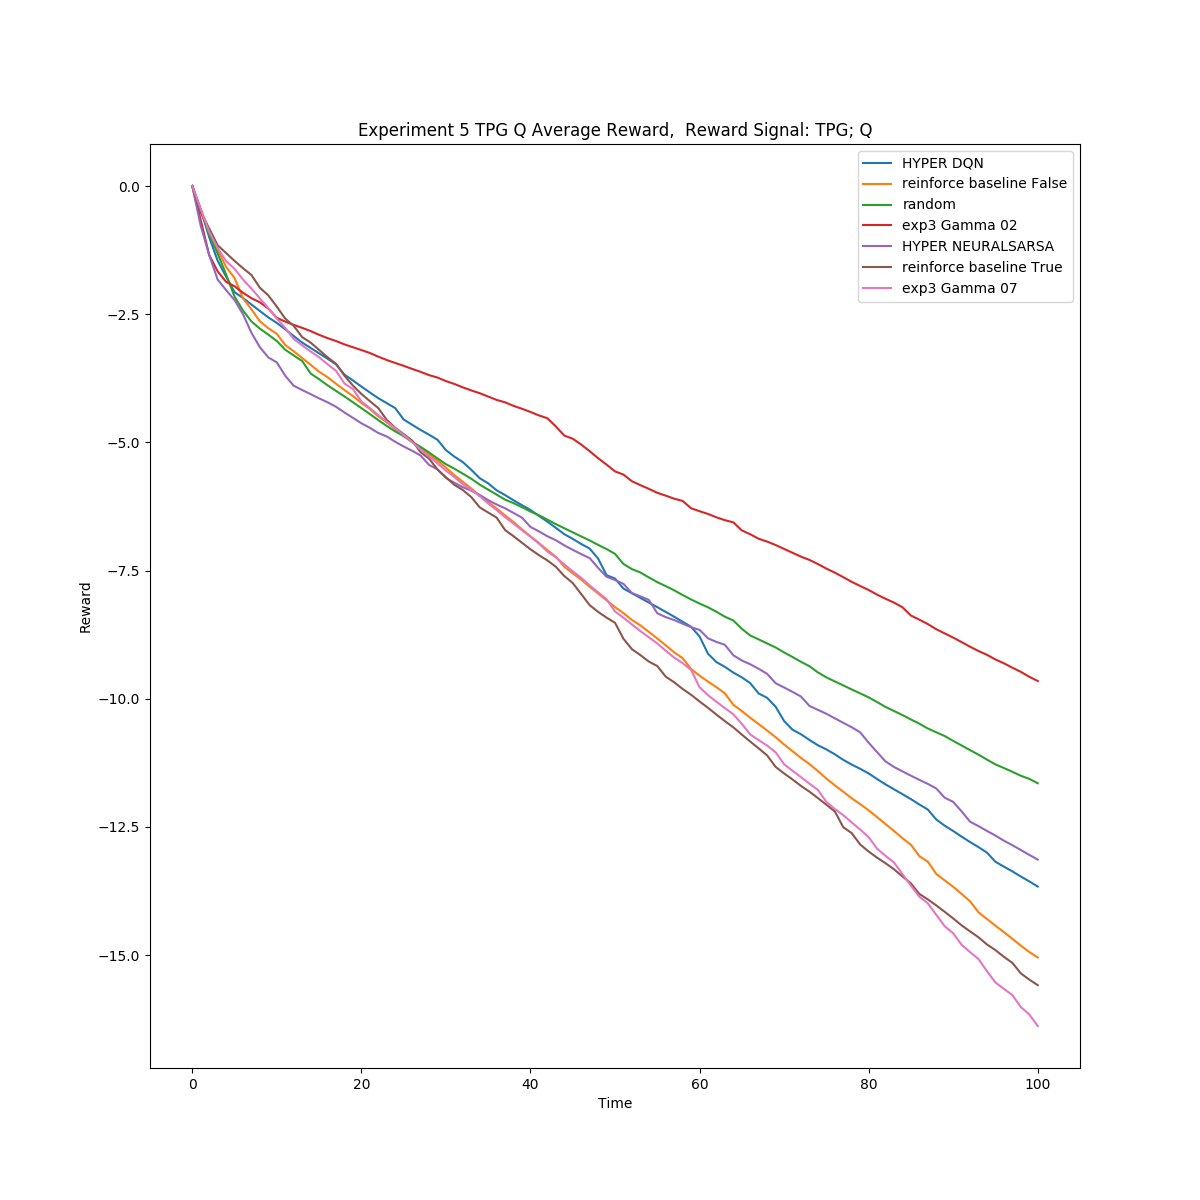 Experiment 5 TPG Q Average Reward,  Reward Signal: TPG; Q
HYPER DQN
reinforce baseline False
random
exp3 Gamma 02
HYPER NEURALSARSA
reinforce baseline True
exp3 Gamma 07
0.0
−2.5
−5.0
−7.5
−10.0
−12.5
−15.0
Reward
0 20 40 60 80 100
Time